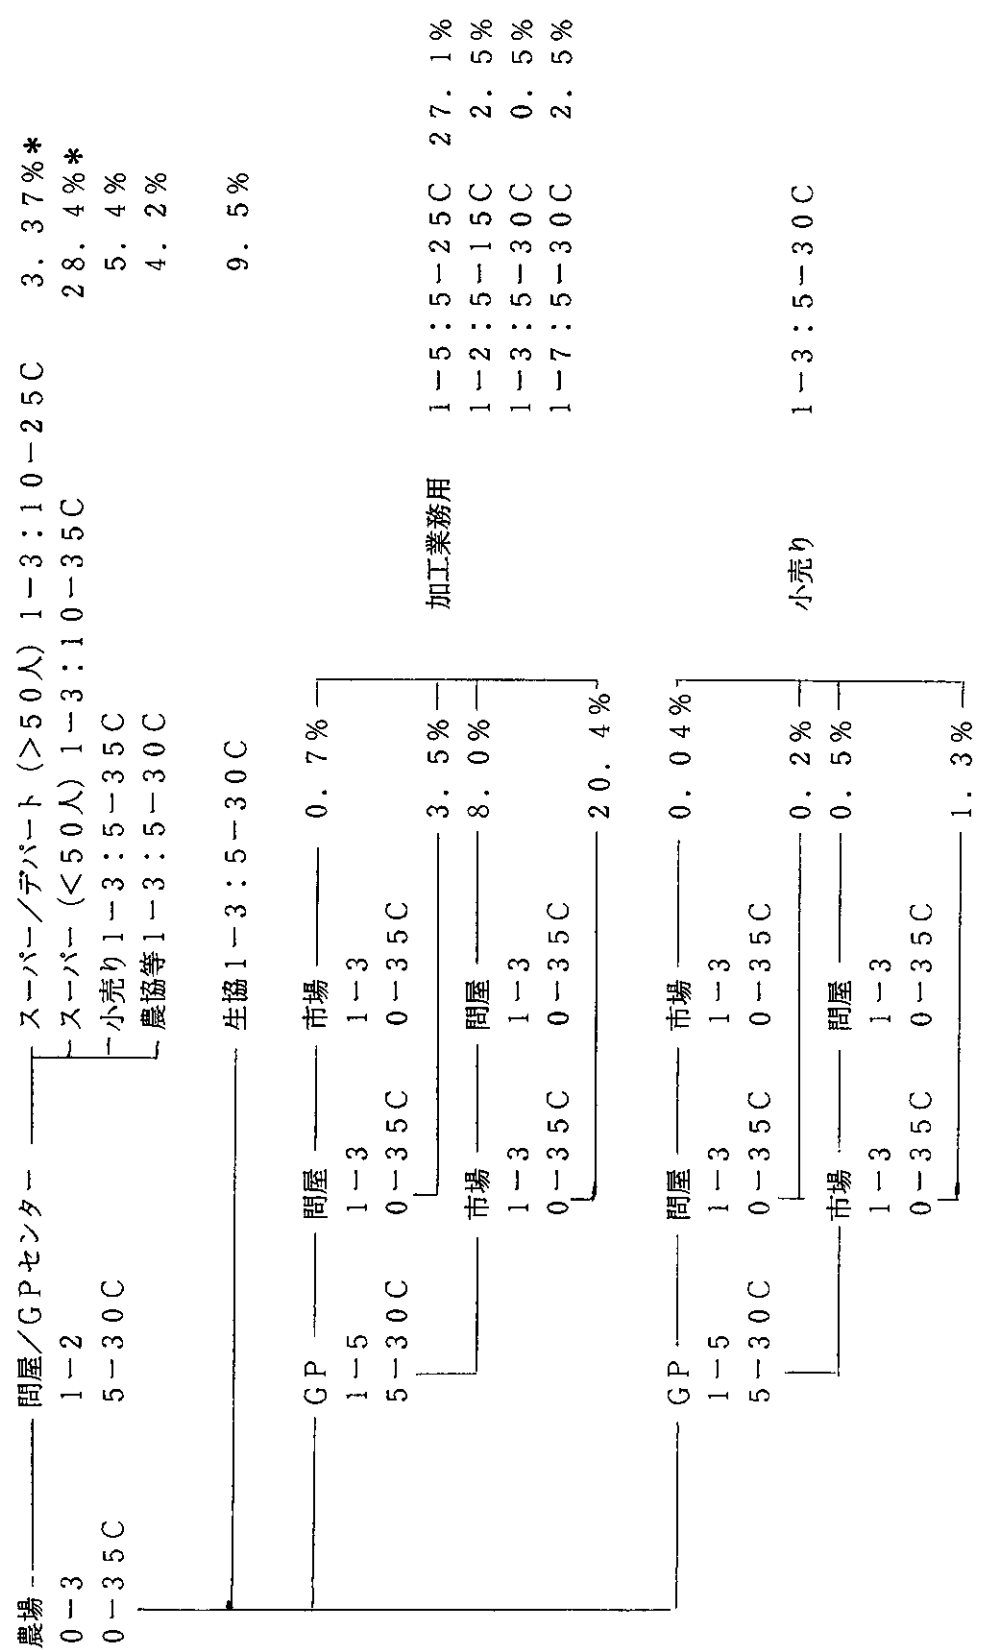 農場 問屋／GPセンター スーパー／デパート（＞50人）1－3：10－25C 3．37％＊
0－3 1－2 スーパー（＜50人）1－3：10－35C 28．4％＊
0－35C 5－30C 小売り1－3：5－35C 5．4％
農協等1－3：5－30C 4．2％
生協1－3：5－30C 9．5％
GP 問屋 市場 0．7％
1－5 1－3 1－3
5－30C 0－35C 0－35C
3．5％ 加工業務用 1－5：5－25C 27．1％
市場 問屋 8．0％ 1－2：5－15C 2．5％
1－3 1－3 1－3：5－30C 0．5％
0－35C 0－35C 1－7：5－30C 2．5％
20．4％
GP 問屋 市場 0．04％
1－5 1－3 1－3
5－30C 0－35C 0－35C
0．2％ 小売り 1－3：5－30C
市場 問屋 0．5％
1－3 1－3
0－35C 0－35C
1．3％